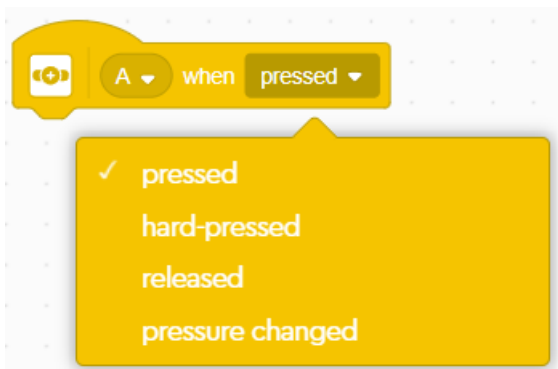 A when pressed
pressed
hard-pressed
released
pressure changed